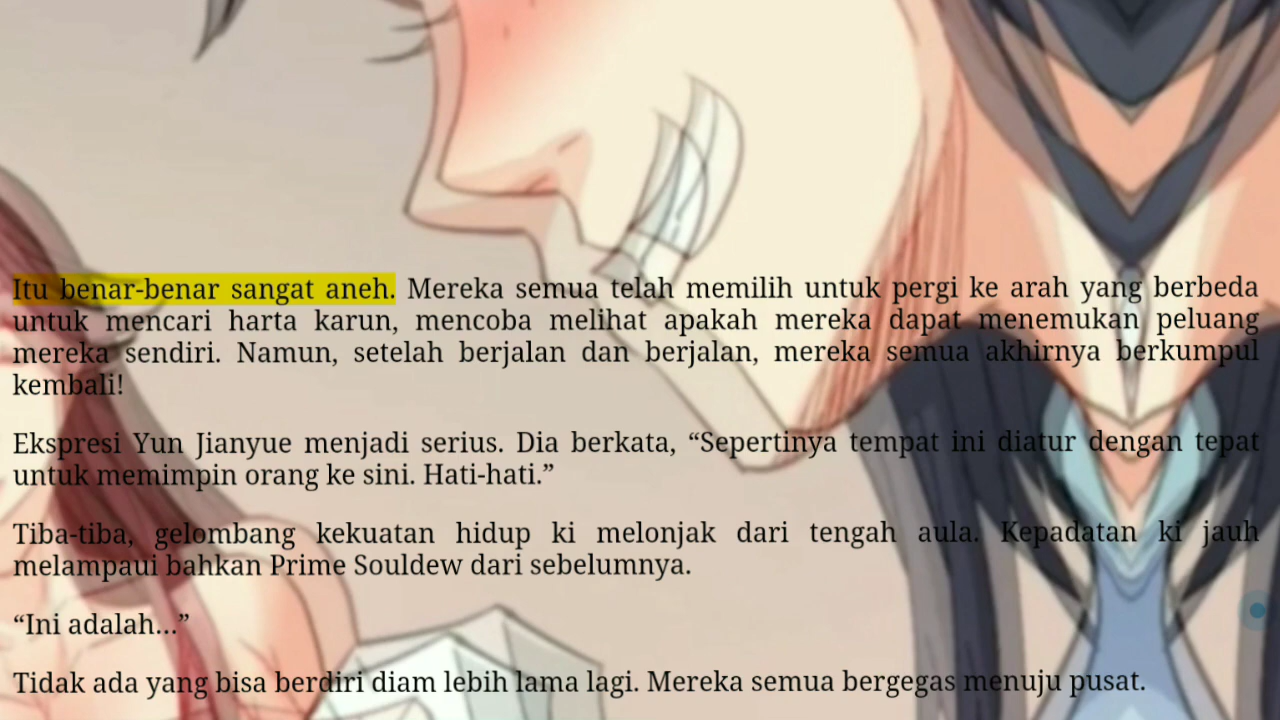 Itu benar-benar sangat aneh. Mereka semua telah memilih untuk pergi ke arah yang berbeda
untuk mencari harta karun, mencoba melihat apakah mereka dapat menemukan peluang
mereka sendiri. Namun, setelah berjalan dan berjalan, mereka semua akhirnya berkumpul
kembali!
Ekspresi Yun Jianyue menjadi serius. Dia berkata, “Sepertinya tempat ini diatur dengan tepat
untuk memimpin orang ke sini. Hati-hati.”
Tiba-tiba, gelombang kekuatan hidup ki melonjak dari tengah aula. Kepadatan ki jauh
melampaui bahkan Prime Souldew dari sebelumnya.
“Ini adalah…”
Tidak ada yang bisa berdiri diam lebih lama lagi. Mereka semua bergegas menuju pusat.